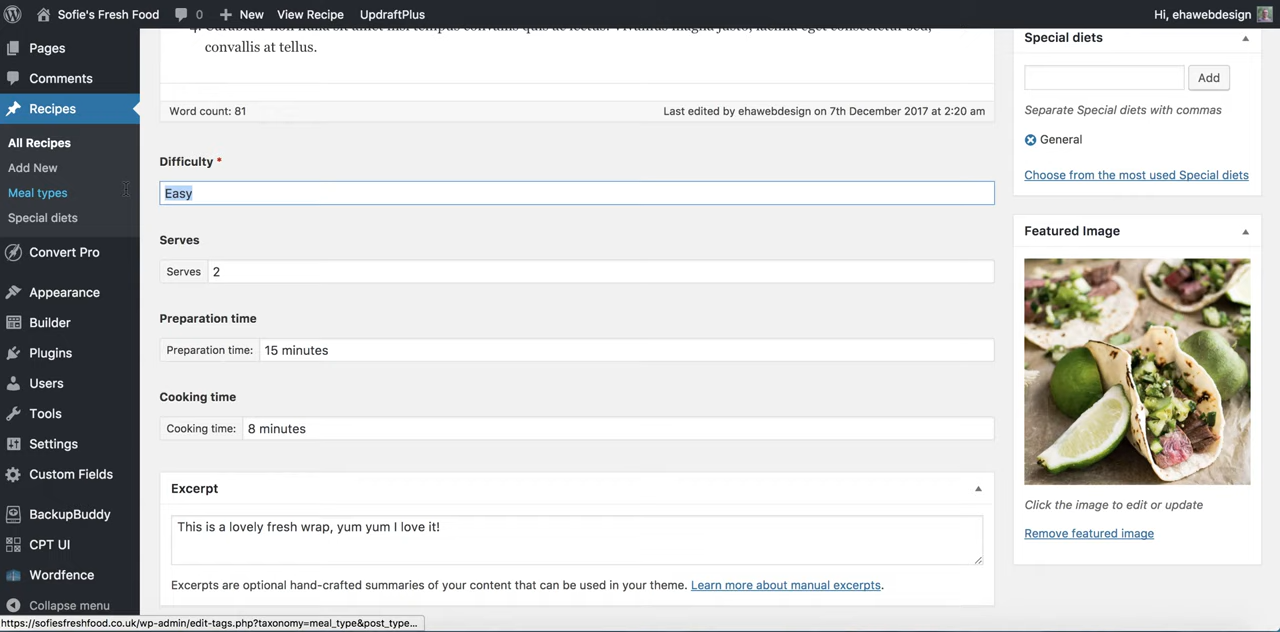 Sofie's Fresh Food 0 New View Recipe UpdraftPlus Hi, ehawebdesign
Pages
Comments
Recipes
All Recipes
Add New
Meal types
Special diets
Convert Pro
Appearance
Builder
Plugins
Users
Tools
Settings
Custom Fields
BackupBuddy
CPT UI
Wordfence
Collapse menu
convallis at tellus.
Word count: 81 Last edited by ehawebdesign on 7th December 2017 at 2:20 am
Difficulty *
Easy
Serves
Serves 2
Preparation time
Preparation time: 15 minutes
Cooking time
Cooking time: 8 minutes
Excerpt
This is a lovely fresh wrap, yum yum I love it!
Excerpts are optional hand-crafted summaries of your content that can be used in your theme. Learn more about manual excerpts.
Special diets
Add
Separate Special diets with commas
General
Choose from the most used Special diets
Featured Image
Click the image to edit or update
Remove featured image
https://sofiesfreshfood.co.uk/wp-admin/edit-tags.php?taxonomy=meal_type&post_type...